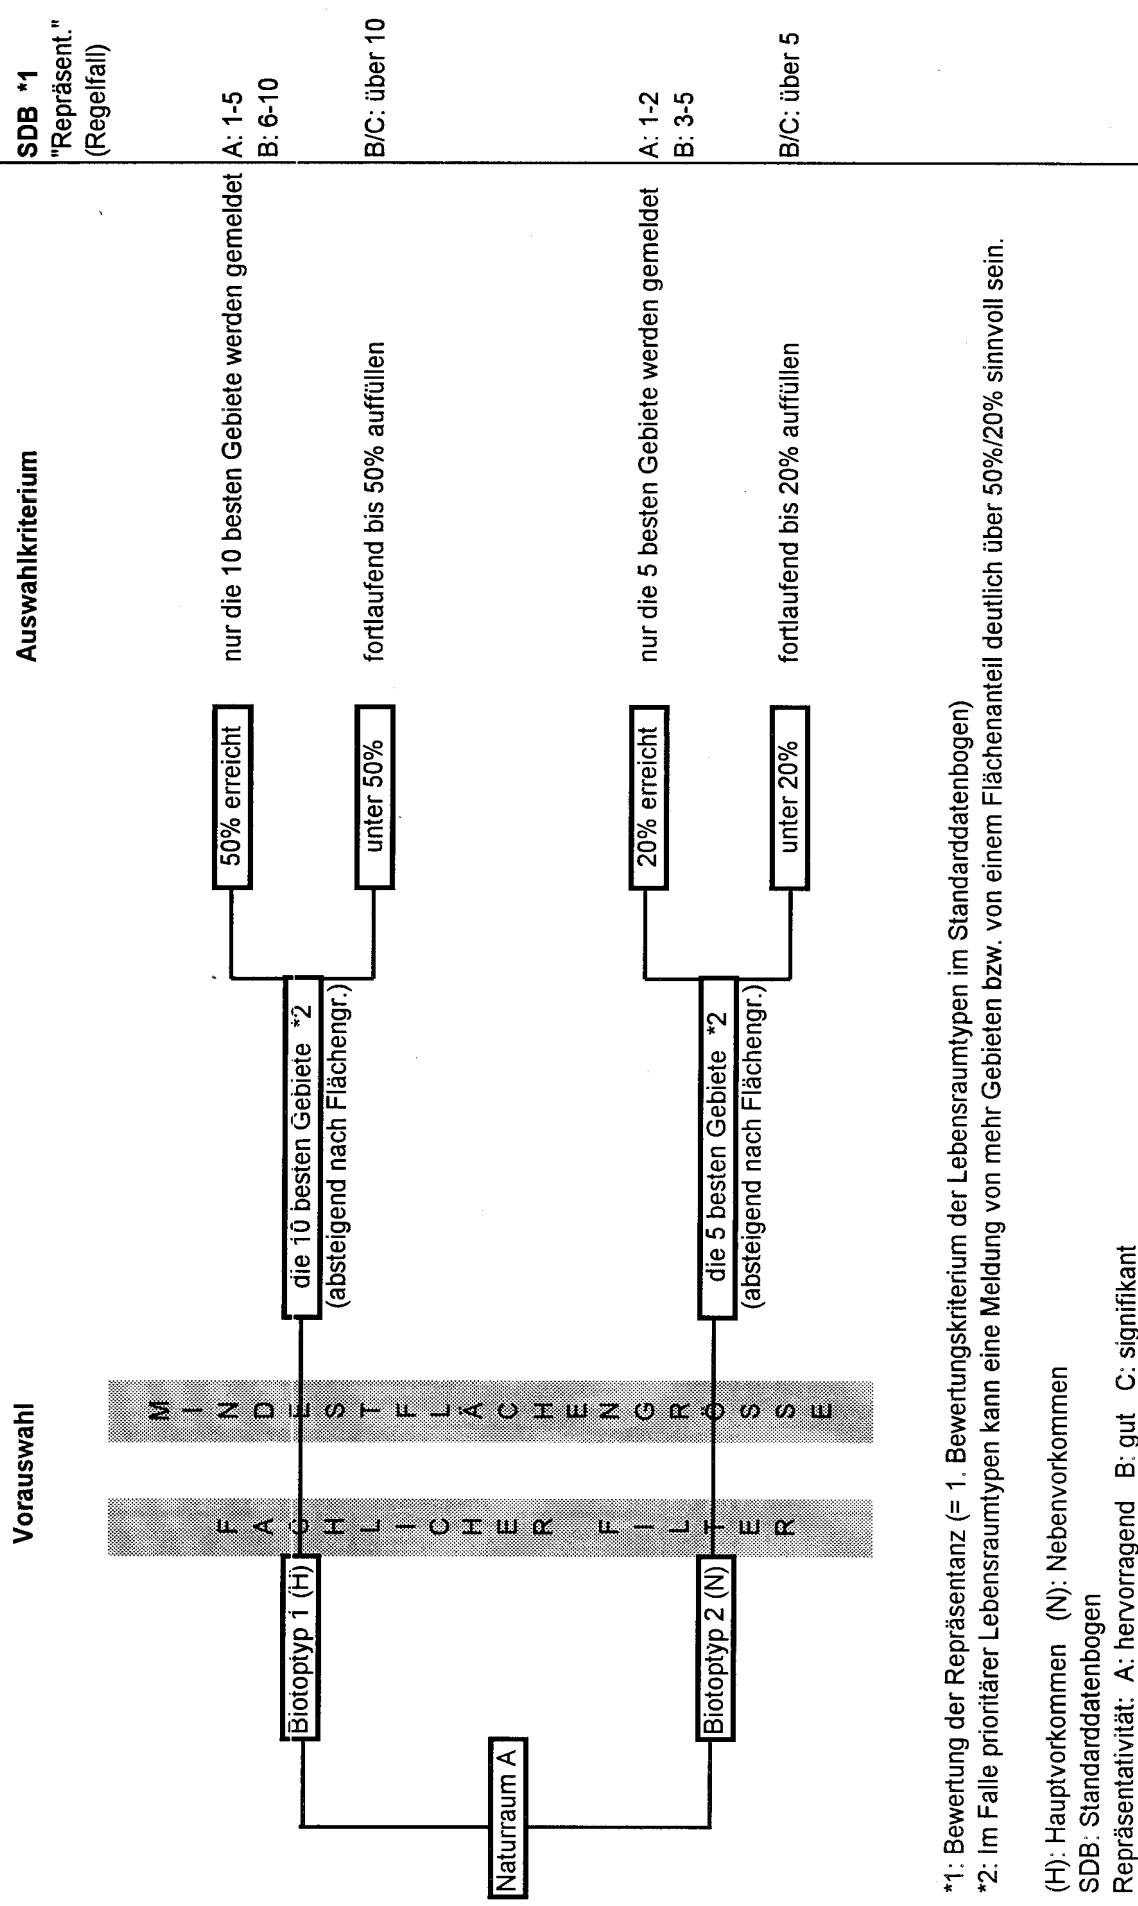 Vorauswahl
Auswahlkriterium
SDB *1
"Repräsent."
(Regelfall)
Naturraum A
Biotoptyp 1 (H)
FACHLICHER FILTER
MINDESTFLÄCHENGRÖSSE
die 10 besten Gebiete *2
(absteigend nach Flächengr.)
50% erreicht
nur die 10 besten Gebiete werden gemeldet
A: 1-5
B: 6-10
unter 50%
fortlaufend bis 50% auffüllen
B/C: über 10
Biotoptyp 2 (N)
die 5 besten Gebiete *2
(absteigend nach Flächengr.)
20% erreicht
nur die 5 besten Gebiete werden gemeldet
A: 1-2
B: 3-5
unter 20%
fortlaufend bis 20% auffüllen
B/C: über 5
*1: Bewertung der Repräsentanz (= 1. Bewertungskriterium der Lebensraumtypen im Standarddatenbogen)
*2: Im Falle prioritärer Lebensraumtypen kann eine Meldung von mehr Gebieten bzw. von einem Flächenanteil deutlich über 50%/20% sinnvoll sein.
(H): Hauptvorkommen (N): Nebenvorkommen
SDB: Standarddatenbogen
Repräsentativität: A: hervorragend B: gut C: signifikant